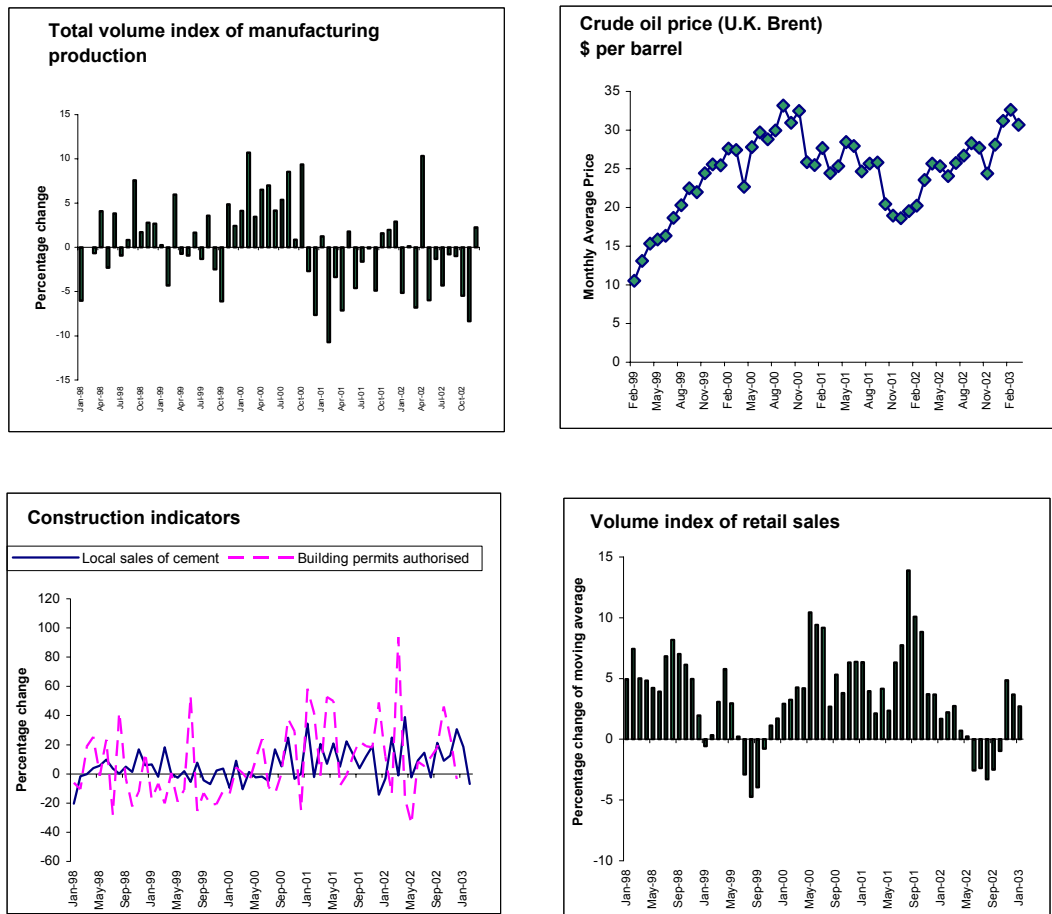 Total volume index of manufacturing
production
Percentage change
15
10
5
0
-5
-10
-15
Jan-98
Apr-98
Jul-98
Oct-98
Jan-99
Apr-99
Jul-99
Oct-99
Jan-00
Apr-00
Jul-00
Oct-00
Jan-01
Apr-01
Jul-01
Oct-01
Jan-02
Apr-02
Jul-02
Oct-02
Crude oil price (U.K. Brent)
$ per barrel
Monthly Average Price
35
30
25
20
15
10
5
0
Feb-99
May-99
Aug-99
Nov-99
Feb-00
May-00
Aug-00
Nov-00
Feb-01
May-01
Aug-01
Nov-01
Feb-02
May-02
Aug-02
Nov-02
Feb-03
Construction indicators
Local sales of cement
Building permits authorised
Percentage change
120
100
80
60
40
20
0
-20
-40
-60
Jan-98
May-98
Sep-98
Jan-99
May-99
Sep-99
Jan-00
May-00
Sep-00
Jan-01
May-01
Sep-01
Jan-02
May-02
Sep-02
Jan-03
Volume index of retail sales
Percentage change of moving average
15
10
5
0
-5
-10
Jan-98
May-98
Sep-98
Jan-99
May-99
Sep-99
Jan-00
May-00
Sep-00
Jan-01
May-01
Sep-01
Jan-02
May-02
Sep-02
Jan-03